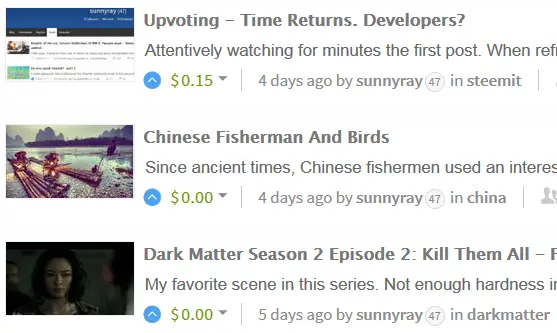 sunnyray [47]
Upvoting – Time Returns. Developers?
Attentively watching for minutes the first post. When refr
$0.15 4 days ago by sunnyray 47 in steemit
Chinese Fisherman And Birds
Since ancient times, Chinese fishermen used an interes
$0.00 4 days ago by sunnyray 47 in china
Dark Matter Season 2 Episode 2: Kill Them All – F
My favorite scene in this series. Not enough hardness in
$0.00 5 days ago by sunnyray 47 in darkmatter